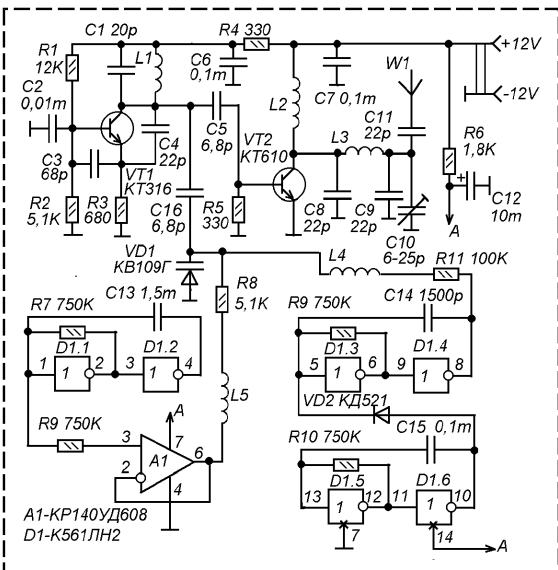 C1 20p
R4 330
+12V
R1
12K
L1
C6
0,1m
W1
-12V
C2
0,01m
L2
C7 0,1m
C11
22p
R6
1,8K
C5
6,8p
VT2
КТ610
L3
C4
22p
C3
68p
VT1
КТ316
C12
10m
R2
5,1K
R3
680
C16
6,8p
R5
330
C8
22p
C9
22p
C10
6-25p
A
VD1
КВ109Г
L4
R11 100K
R8
5,1K
R7 750K
C13 1,5m
R9 750K
C14 1500p
D1.1
D1.2
D1.3
D1.4
1
1
2
3
1
4
5
1
6
9
1
8
L5
VD2 КД521
R9 750K
A
3
7
2
A1
6
4
R10 750K
C15 0,1m
D1.5
D1.6
13
1
12
11
1
10
7
14
A
A1-КР140УД608
D1-К561ЛН2